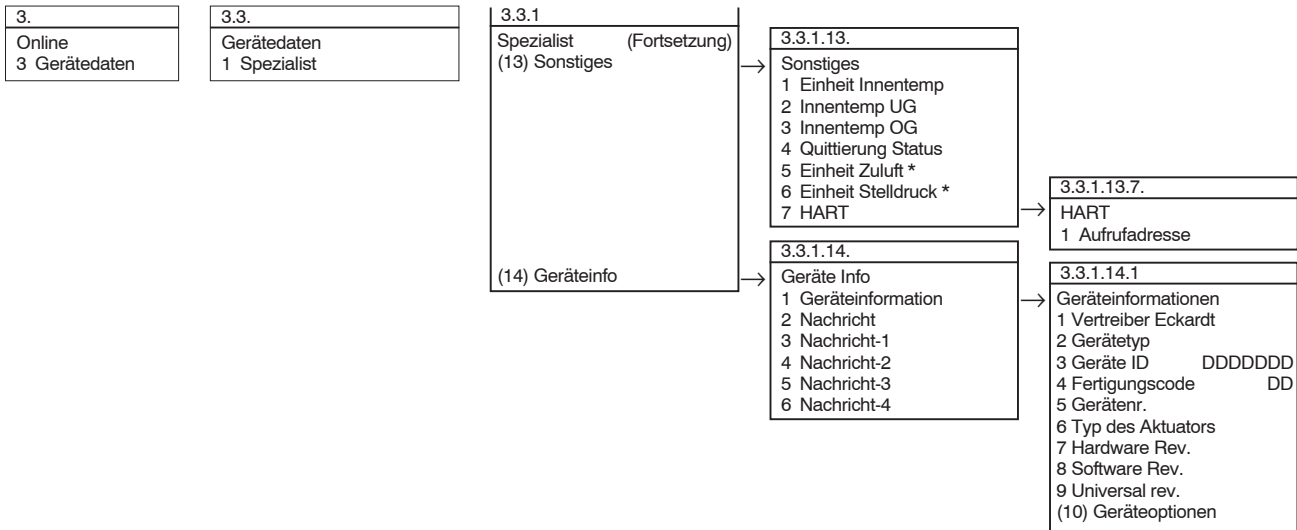 3.
Online
3 Gerätedaten
3.3.
Gerätedaten
1 Spezialist
3.3.1
Spezialist (Fortsetzung)
(13) Sonstiges
(14) Geräteinfo
3.3.1.13.
Sonstiges
1 Einheit Innentemp
2 Innentemp UG
3 Innentemp OG
4 Quittierung Status
5 Einheit Zuluft *
6 Einheit Stelldruck *
7 HART
3.3.1.13.7.
HART
1 Aufrufadresse
3.3.1.14.
Geräte Info
1 Geräteinformation
2 Nachricht
3 Nachricht-1
4 Nachricht-2
5 Nachricht-3
6 Nachricht-4
3.3.1.14.1
Geräteinformationen
1 Vertreiber Eckardt
2 Gerätetyp
3 Geräte ID DDDDDDD
4 Fertigungscode DD
5 Gerätenr.
6 Typ des Aktuators
7 Hardware Rev.
8 Software Rev.
9 Universal rev.
(10) Geräteoptionen